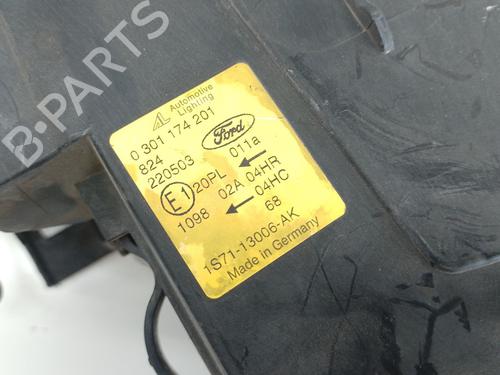 B-PARTS
AL Automotive Lighting
0 301 174 201
824
220503
Ford
E1
20PL
011a
02A 04HR
04HC
1098
68
1S71-13006-AK
Made in Germany